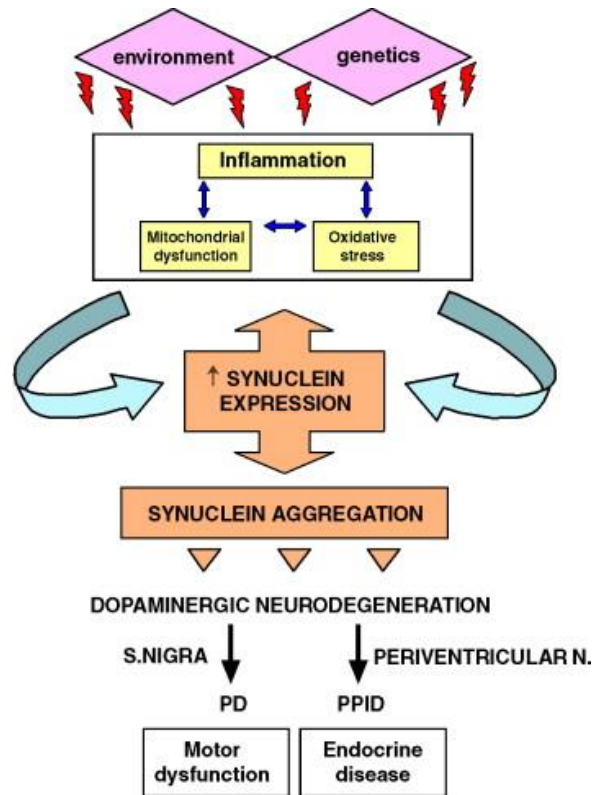 environment
genetics
Inflammation
Mitochondrial
dysfunction
Oxidative
stress
↑ SYNUCLEIN
EXPRESSION
SYNUCLEIN AGGREGATION
DOPAMINERGIC NEURODEGENERATION
S.NIGRA
PERIVENTRICULAR N.
PD
PPID
Motor
dysfunction
Endocrine
disease